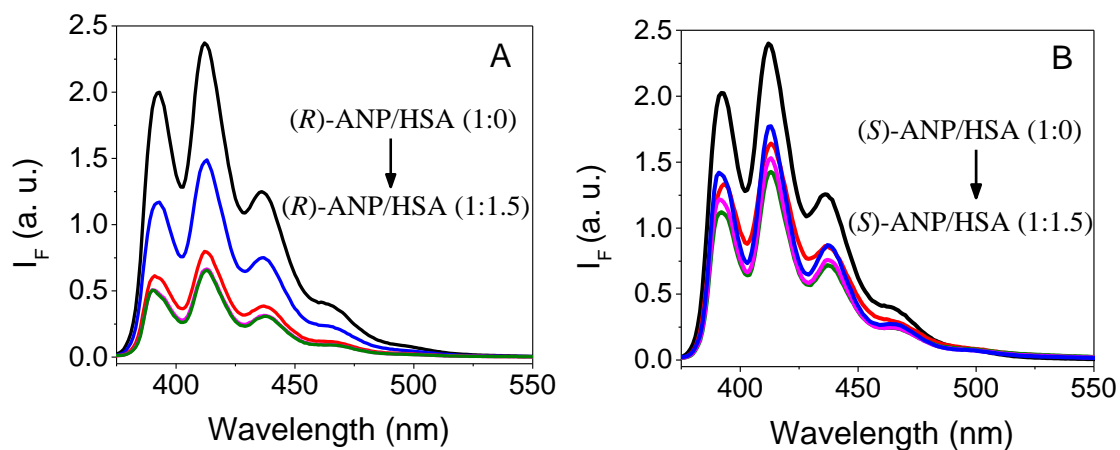 A
2.5
2.0
1.5
1.0
0.5
0.0
I_F (a. u.)
(R)-ANP/HSA (1:0)
(R)-ANP/HSA (1:1.5)
400 450 500 550
Wavelength (nm)
B
2.5
2.0
1.5
1.0
0.5
0.0
I_F (a. u.)
(S)-ANP/HSA (1:0)
(S)-ANP/HSA (1:1.5)
400 450 500 550
Wavelength (nm)